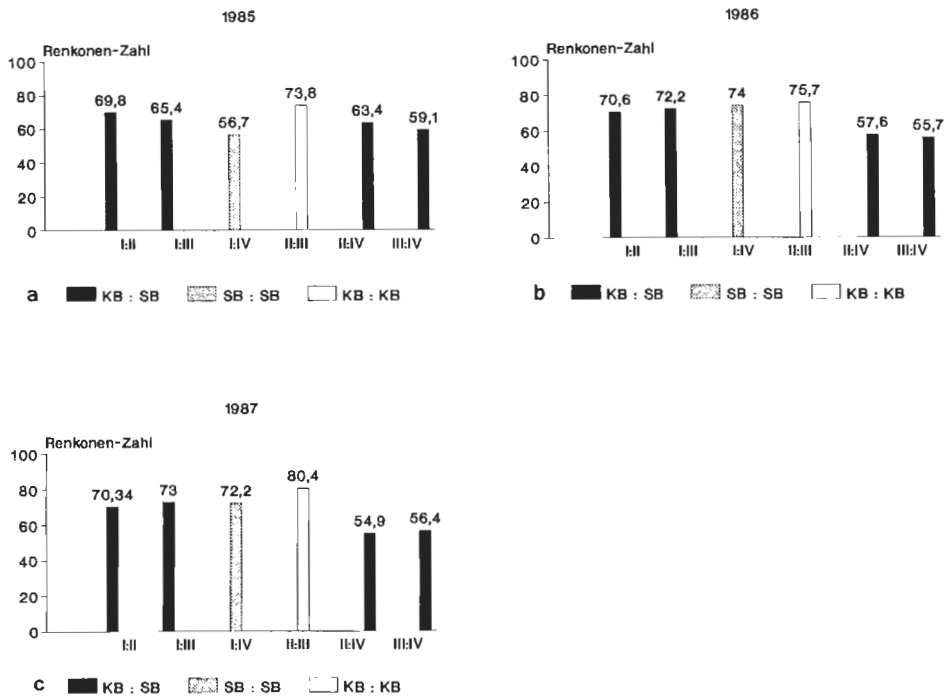 1985
Renkonen-Zahl
100
80
60
40
20
0
69,8
65,4
56,7
73,8
63,4
59,1
I:II
I:III
I:IV
II:III
II:IV
III:IV
a KB : SB SB : SB KB : KB
1986
Renkonen-Zahl
100
80
60
40
20
0
70,6
72,2
74
75,7
57,6
55,7
I:II
I:III
I:IV
II:III
II:IV
III:IV
b KB : SB SB : SB KB : KB
1987
Renkonen-Zahl
100
80
60
40
20
0
70,34
73
72,2
80,4
54,9
56,4
I:II
I:III
I:IV
II:III
II:IV
III:IV
c KB : SB SB : SB KB : KB